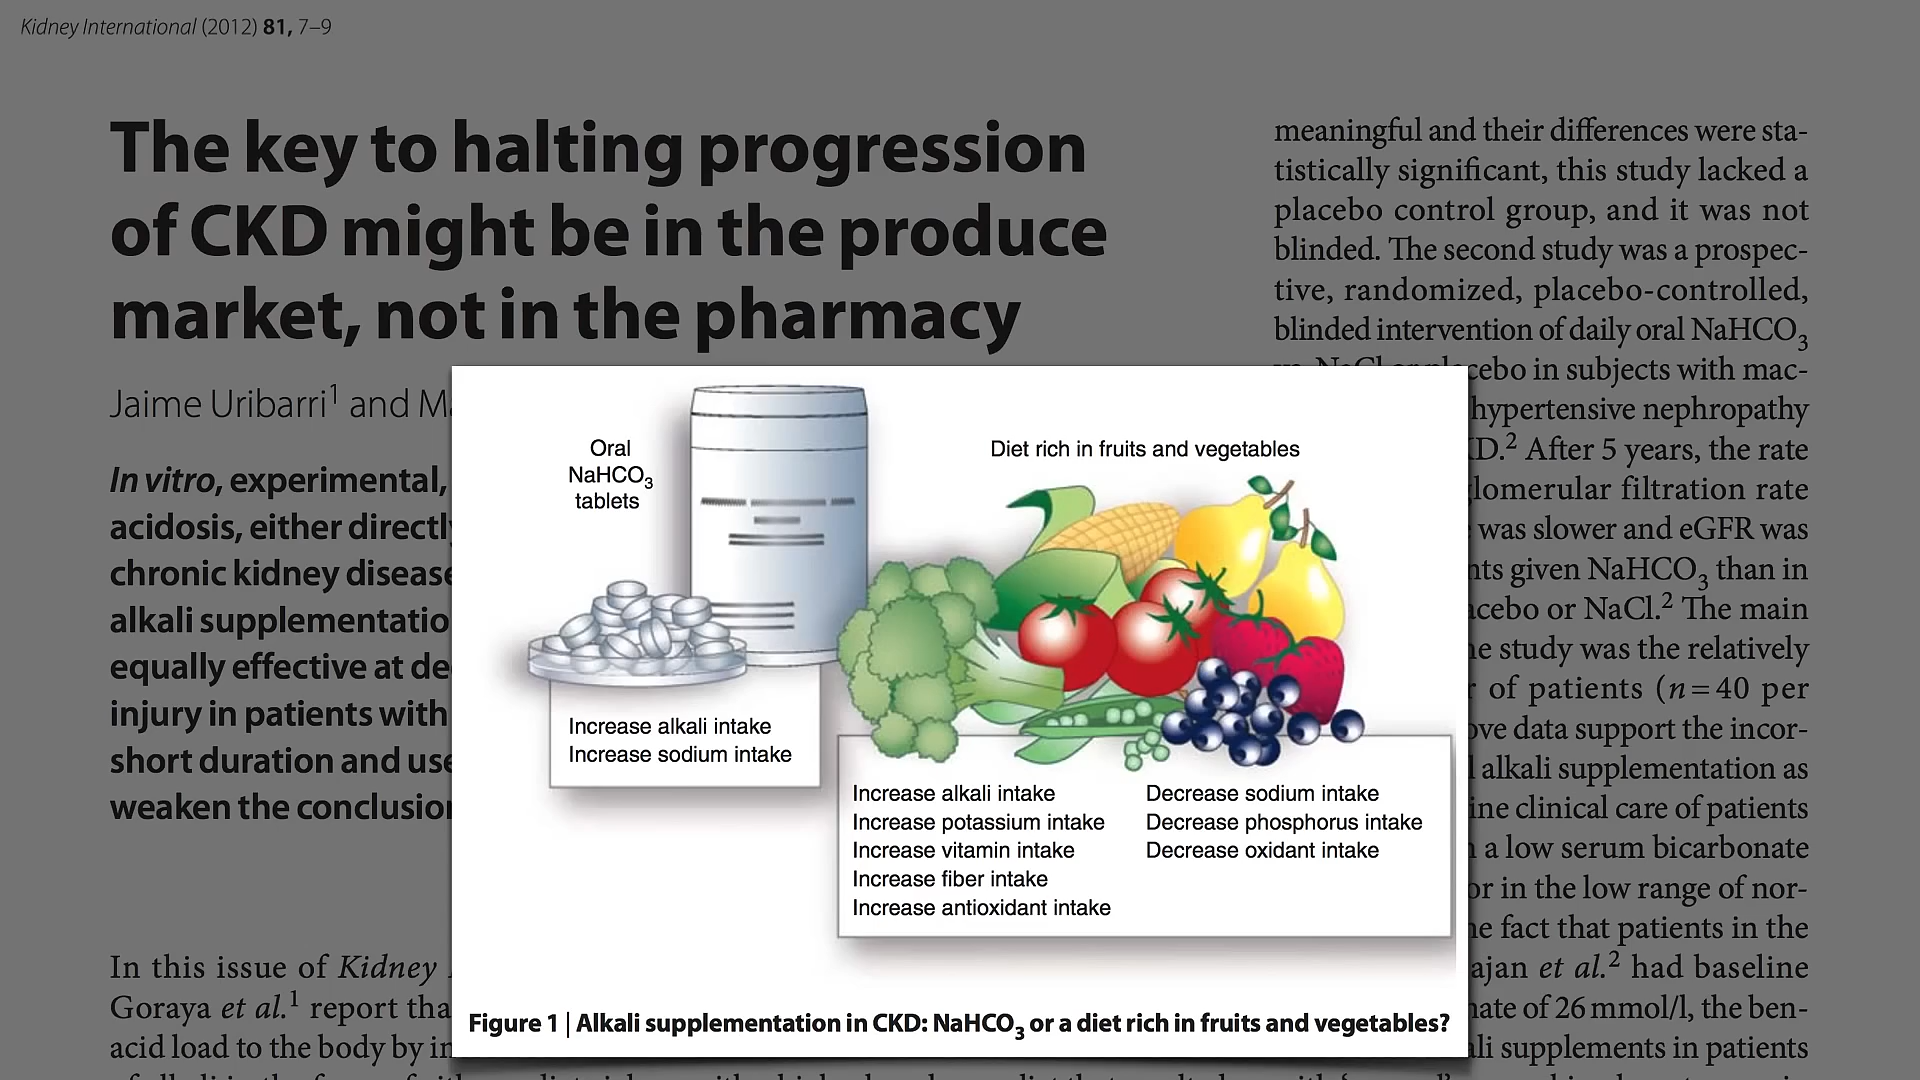 Kidney International (2012) 81, 7–9
The key to halting progression
of CKD might be in the produce
market, not in the pharmacy
Jaime Uribarri1 and
In vitro, experimental,
acidosis, either directly
chronic kidney disease
alkali supplementatio
equally effective at de
injury in patients with
short duration and use
weaken the conclusion
In this issue of Kidney
Goraya et al.1 report tha
acid load to the body by in
meaningful and their differences were sta-
tistically significant, this study lacked a
placebo control group, and it was not
blinded. The second study was a prospec-
tive, randomized, placebo-controlled,
blinded intervention of daily oral NaHCO3
vs. NaCl or placebo in subjects with mac-
hypertensive nephropathy
KD.2 After 5 years, the rate
glomerular filtration rate
was slower and eGFR was
nts given NaHCO3 than in
acebo or NaCl.2 The main
he study was the relatively
r of patients (n = 40 per
ove data support the incor-
l alkali supplementation as
ine clinical care of patients
a low serum bicarbonate
or in the low range of nor-
he fact that patients in the
ajan et al.2 had baseline
nate of 26 mmol/l, the ben-
ali supplements in patients
Oral
NaHCO3
tablets
Increase alkali intake
Increase sodium intake
Diet rich in fruits and vegetables
Increase alkali intake
Increase potassium intake
Increase vitamin intake
Increase fiber intake
Increase antioxidant intake
Decrease sodium intake
Decrease phosphorus intake
Decrease oxidant intake
Figure 1 | Alkali supplementation in CKD: NaHCO3 or a diet rich in fruits and vegetables?